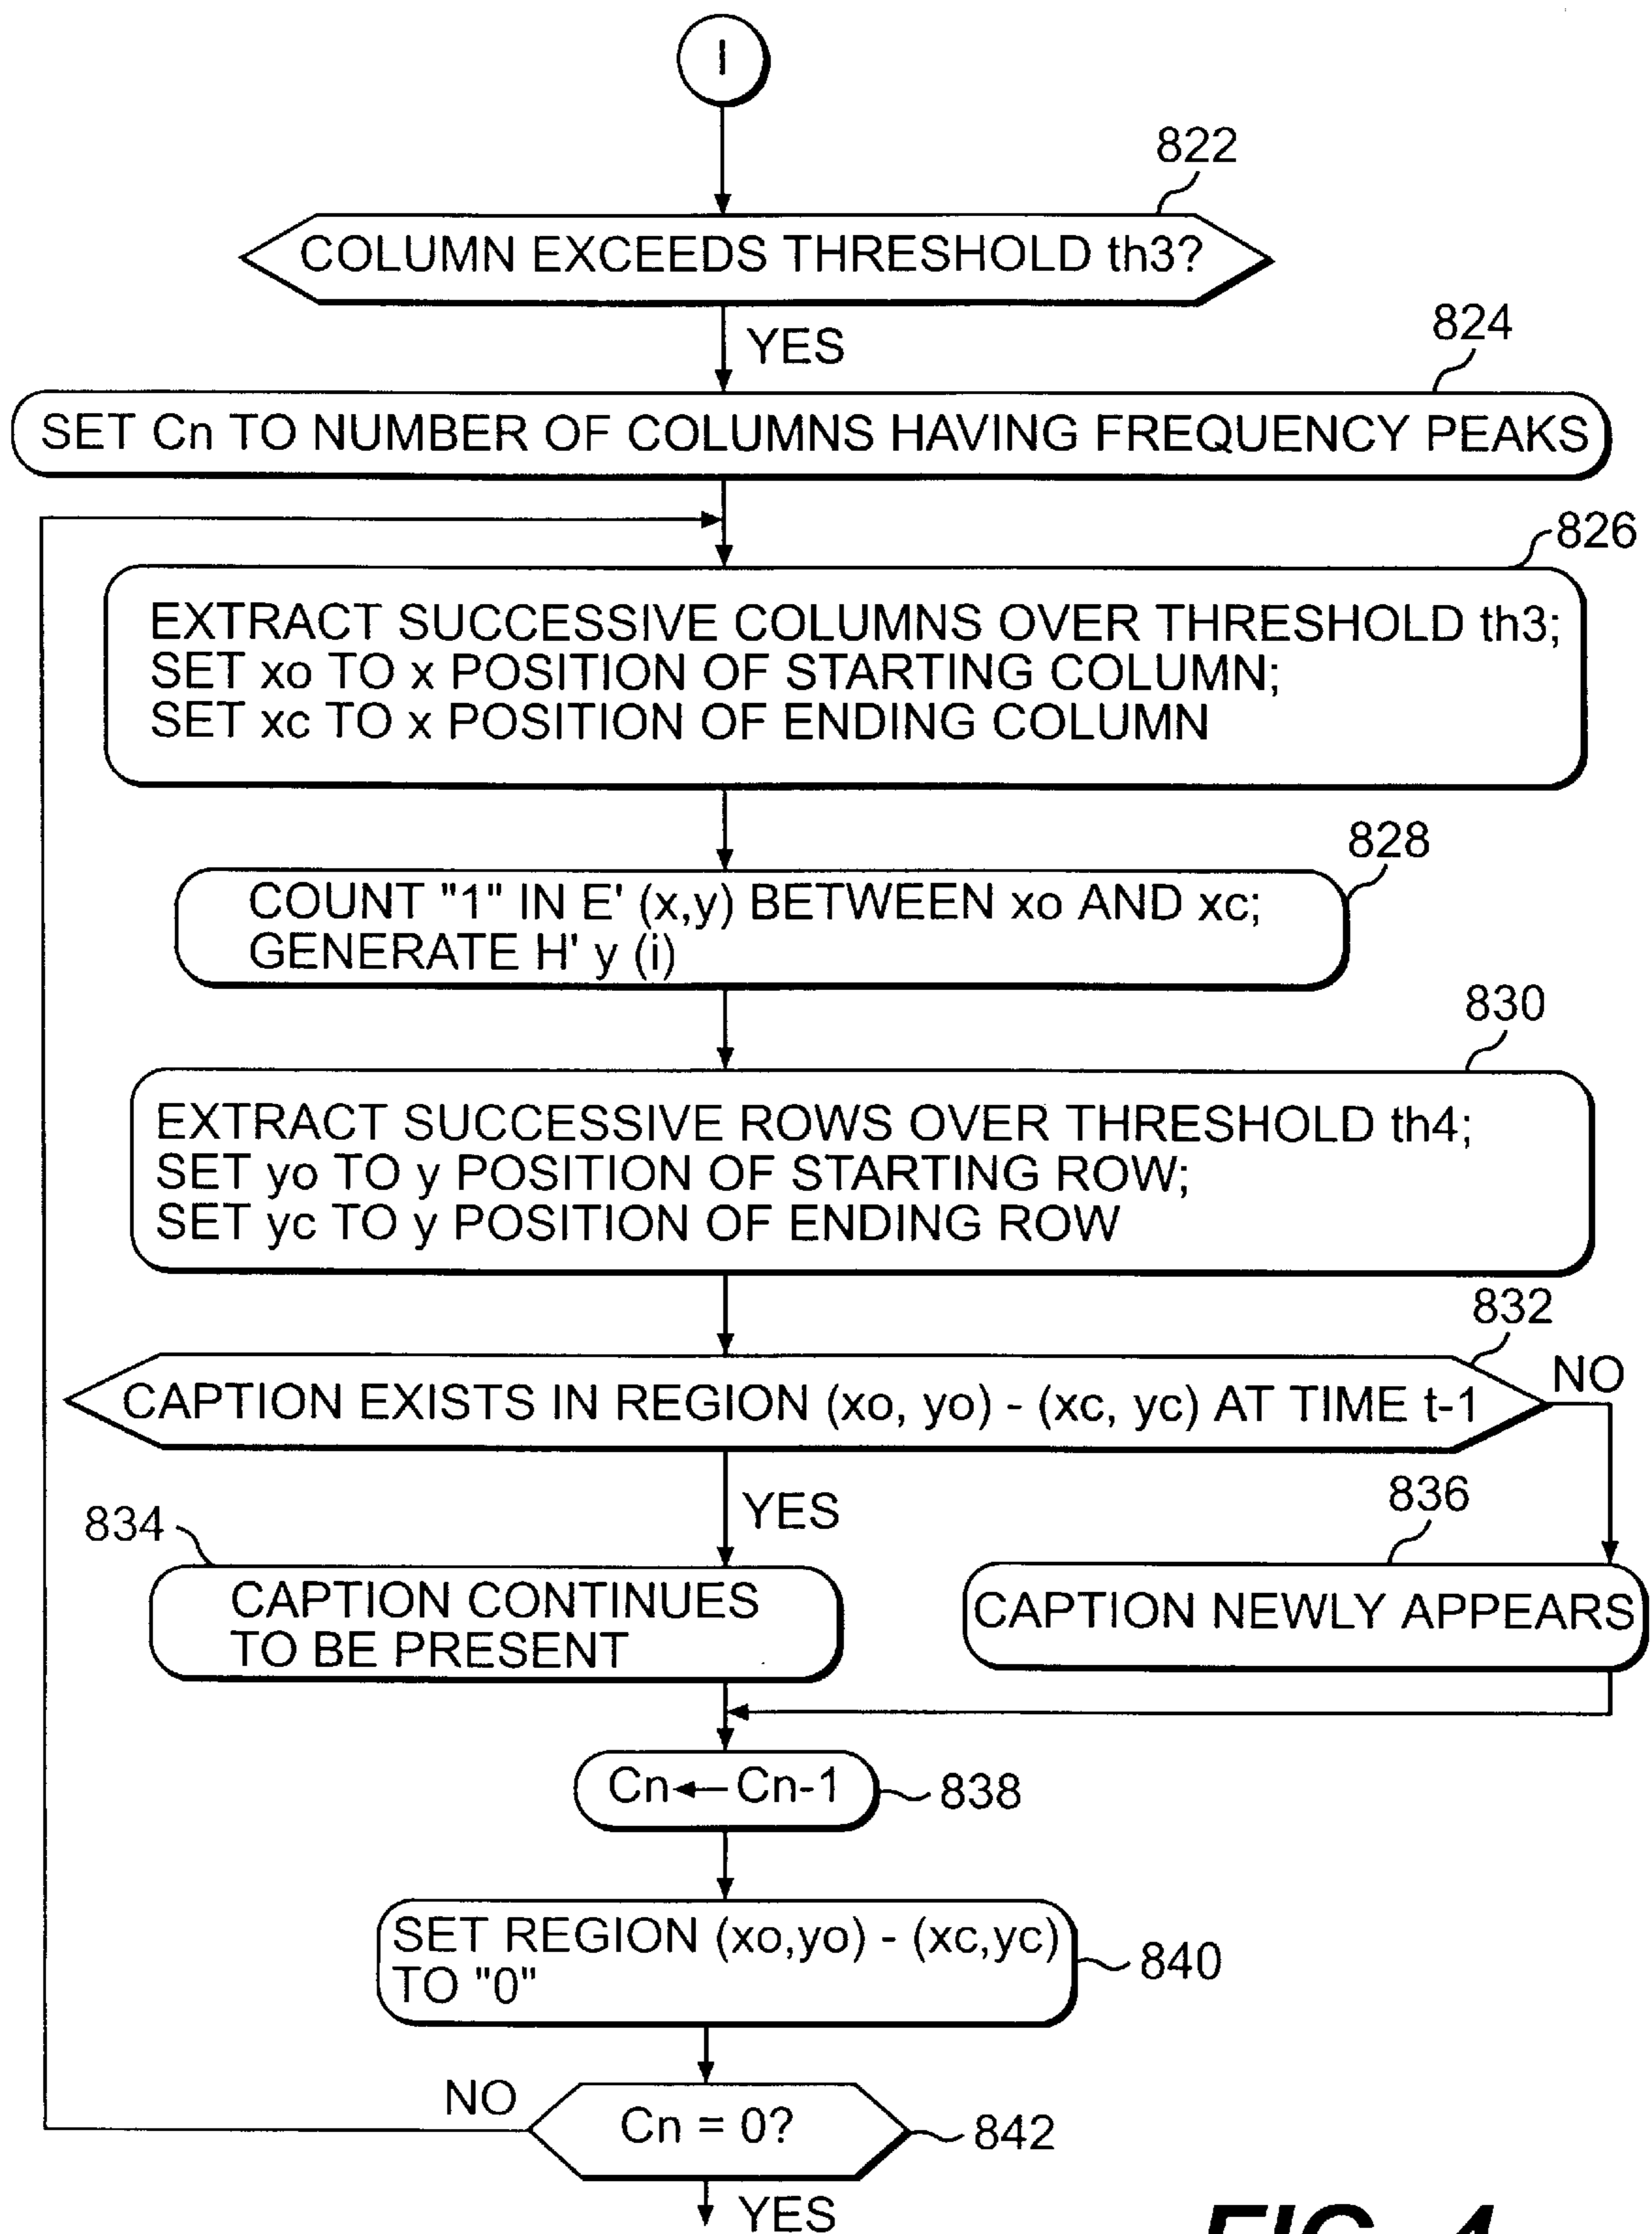 I
822
COLUMN EXCEEDS THRESHOLD th3?
YES
824
SET Cn TO NUMBER OF COLUMNS HAVING FREQUENCY PEAKS
826
EXTRACT SUCCESSIVE COLUMNS OVER THRESHOLD th3;
SET xo TO x POSITION OF STARTING COLUMN;
SET xc TO x POSITION OF ENDING COLUMN
828
COUNT "1" IN E' (x,y) BETWEEN xo AND xc;
GENERATE H' y (i)
830
EXTRACT SUCCESSIVE ROWS OVER THRESHOLD th4;
SET yo TO y POSITION OF STARTING ROW;
SET yc TO y POSITION OF ENDING ROW
832
NO
CAPTION EXISTS IN REGION (xo, yo) - (xc, yc) AT TIME t-1
YES
834
836
CAPTION CONTINUES
TO BE PRESENT
CAPTION NEWLY APPEARS
Cn←Cn-1
838
SET REGION (xo,yo) - (xc,yc)
TO "0"
840
NO
Cn = 0?
842
YES
FIG. 4